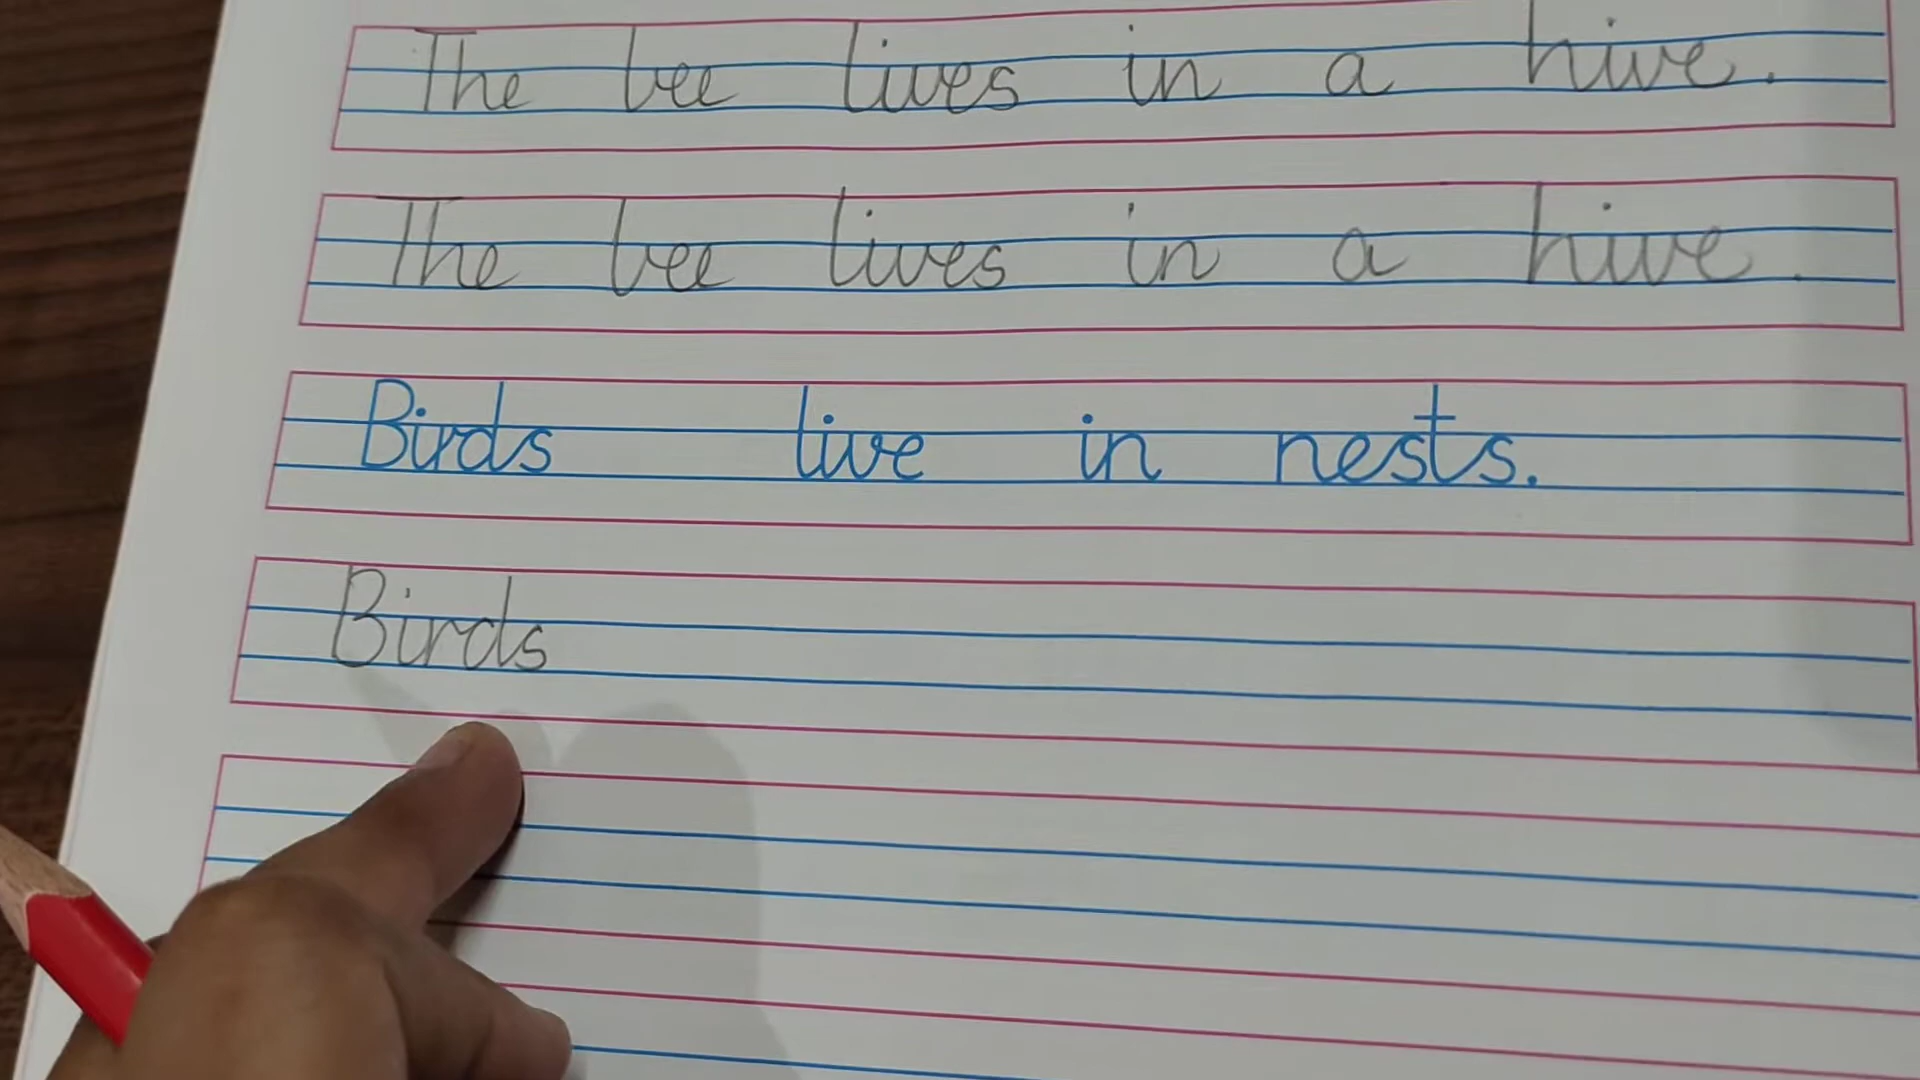 The bee lives in a hive.
The bee lives in a hive.
Birds live in nests.
Birds